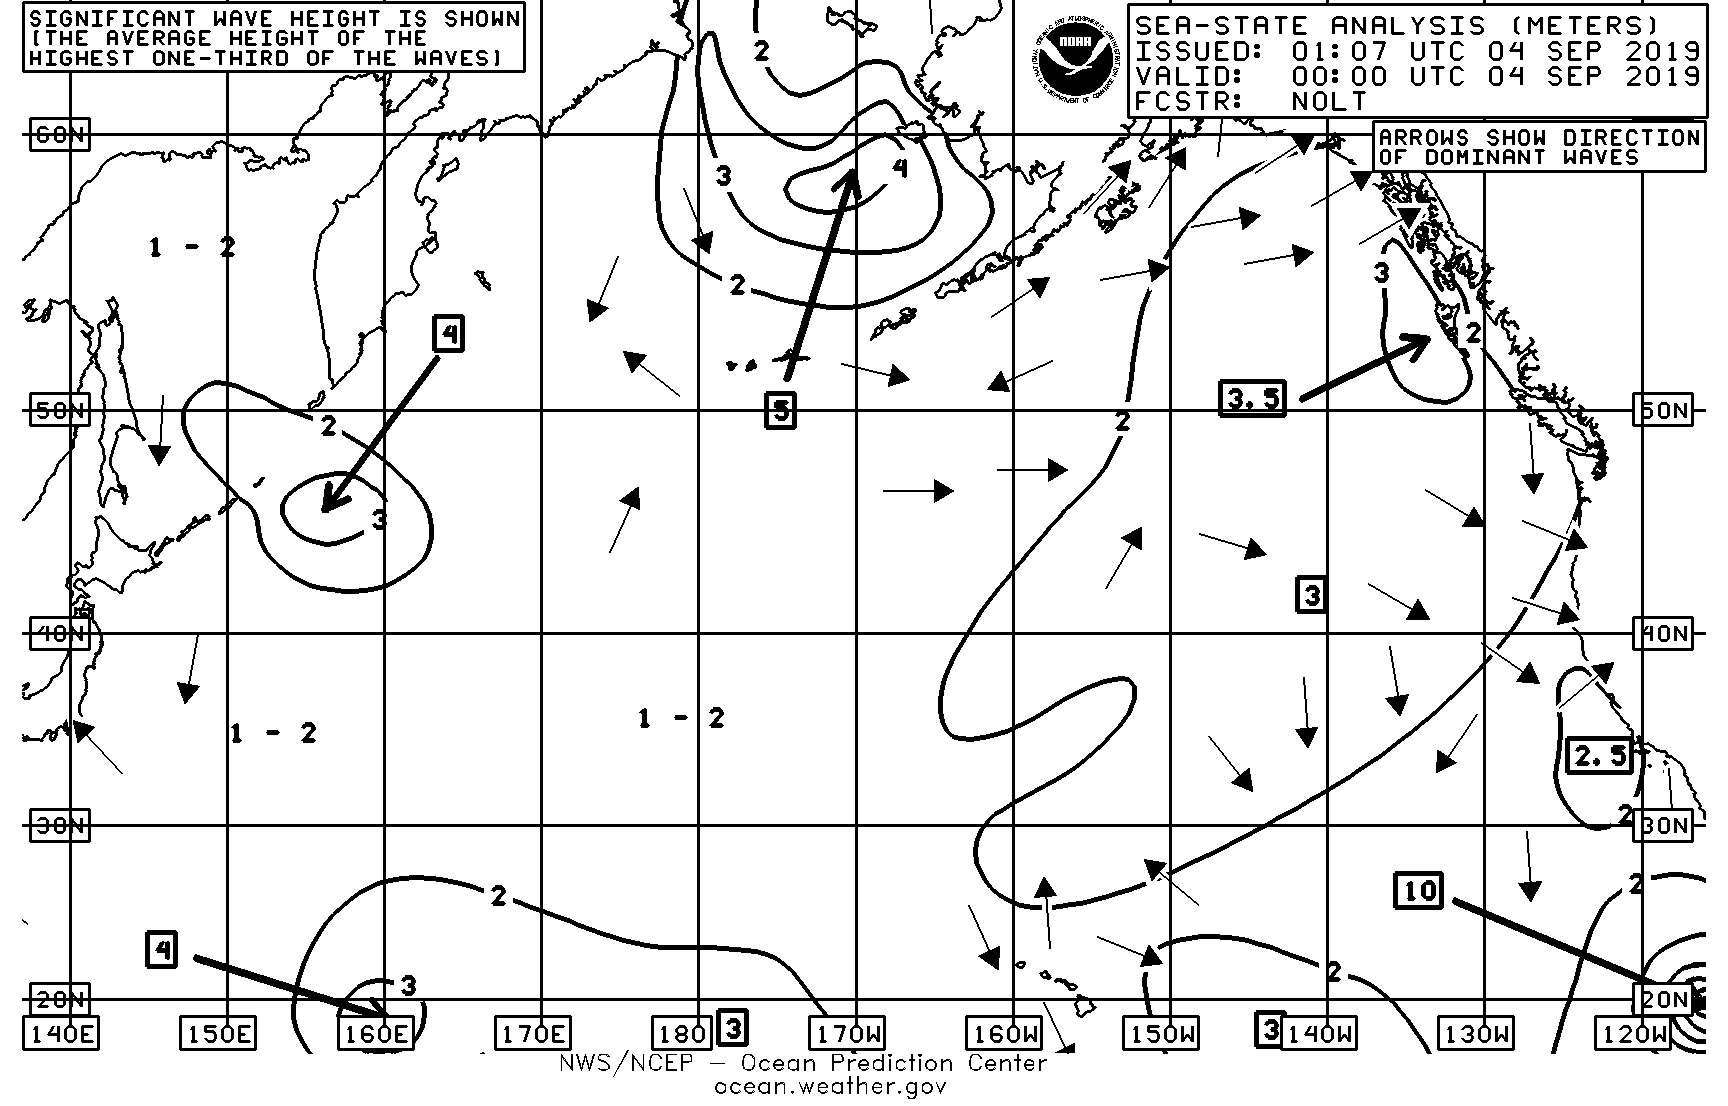 SIGNIFICANT WAVE HEIGHT IS SHOWN
(THE AVERAGE HEIGHT OF THE
HIGHEST ONE-THIRD OF THE WAVES)
NOAA
SEA-STATE ANALYSIS (METERS)
ISSUED: 01:07 UTC 04 SEP 2019
VALID: 00:00 UTC 04 SEP 2019
FCSTR: NOLT
ARROWS SHOW DIRECTION
OF DOMINANT WAVES
2
60N
3
4
1 - 2
2
3
4
2
3.5
50N
2
5
2
50N
3
3
40N
40N
1 - 2
1 - 2
2.5
30N
2
30N
2
10
2
4
3
2
20N
20N
140E
150E
160E
170E
180
3
170W
160W
150W
3
140W
130W
120W
NWS/NCEP – Ocean Prediction Center
ocean.weather.gov